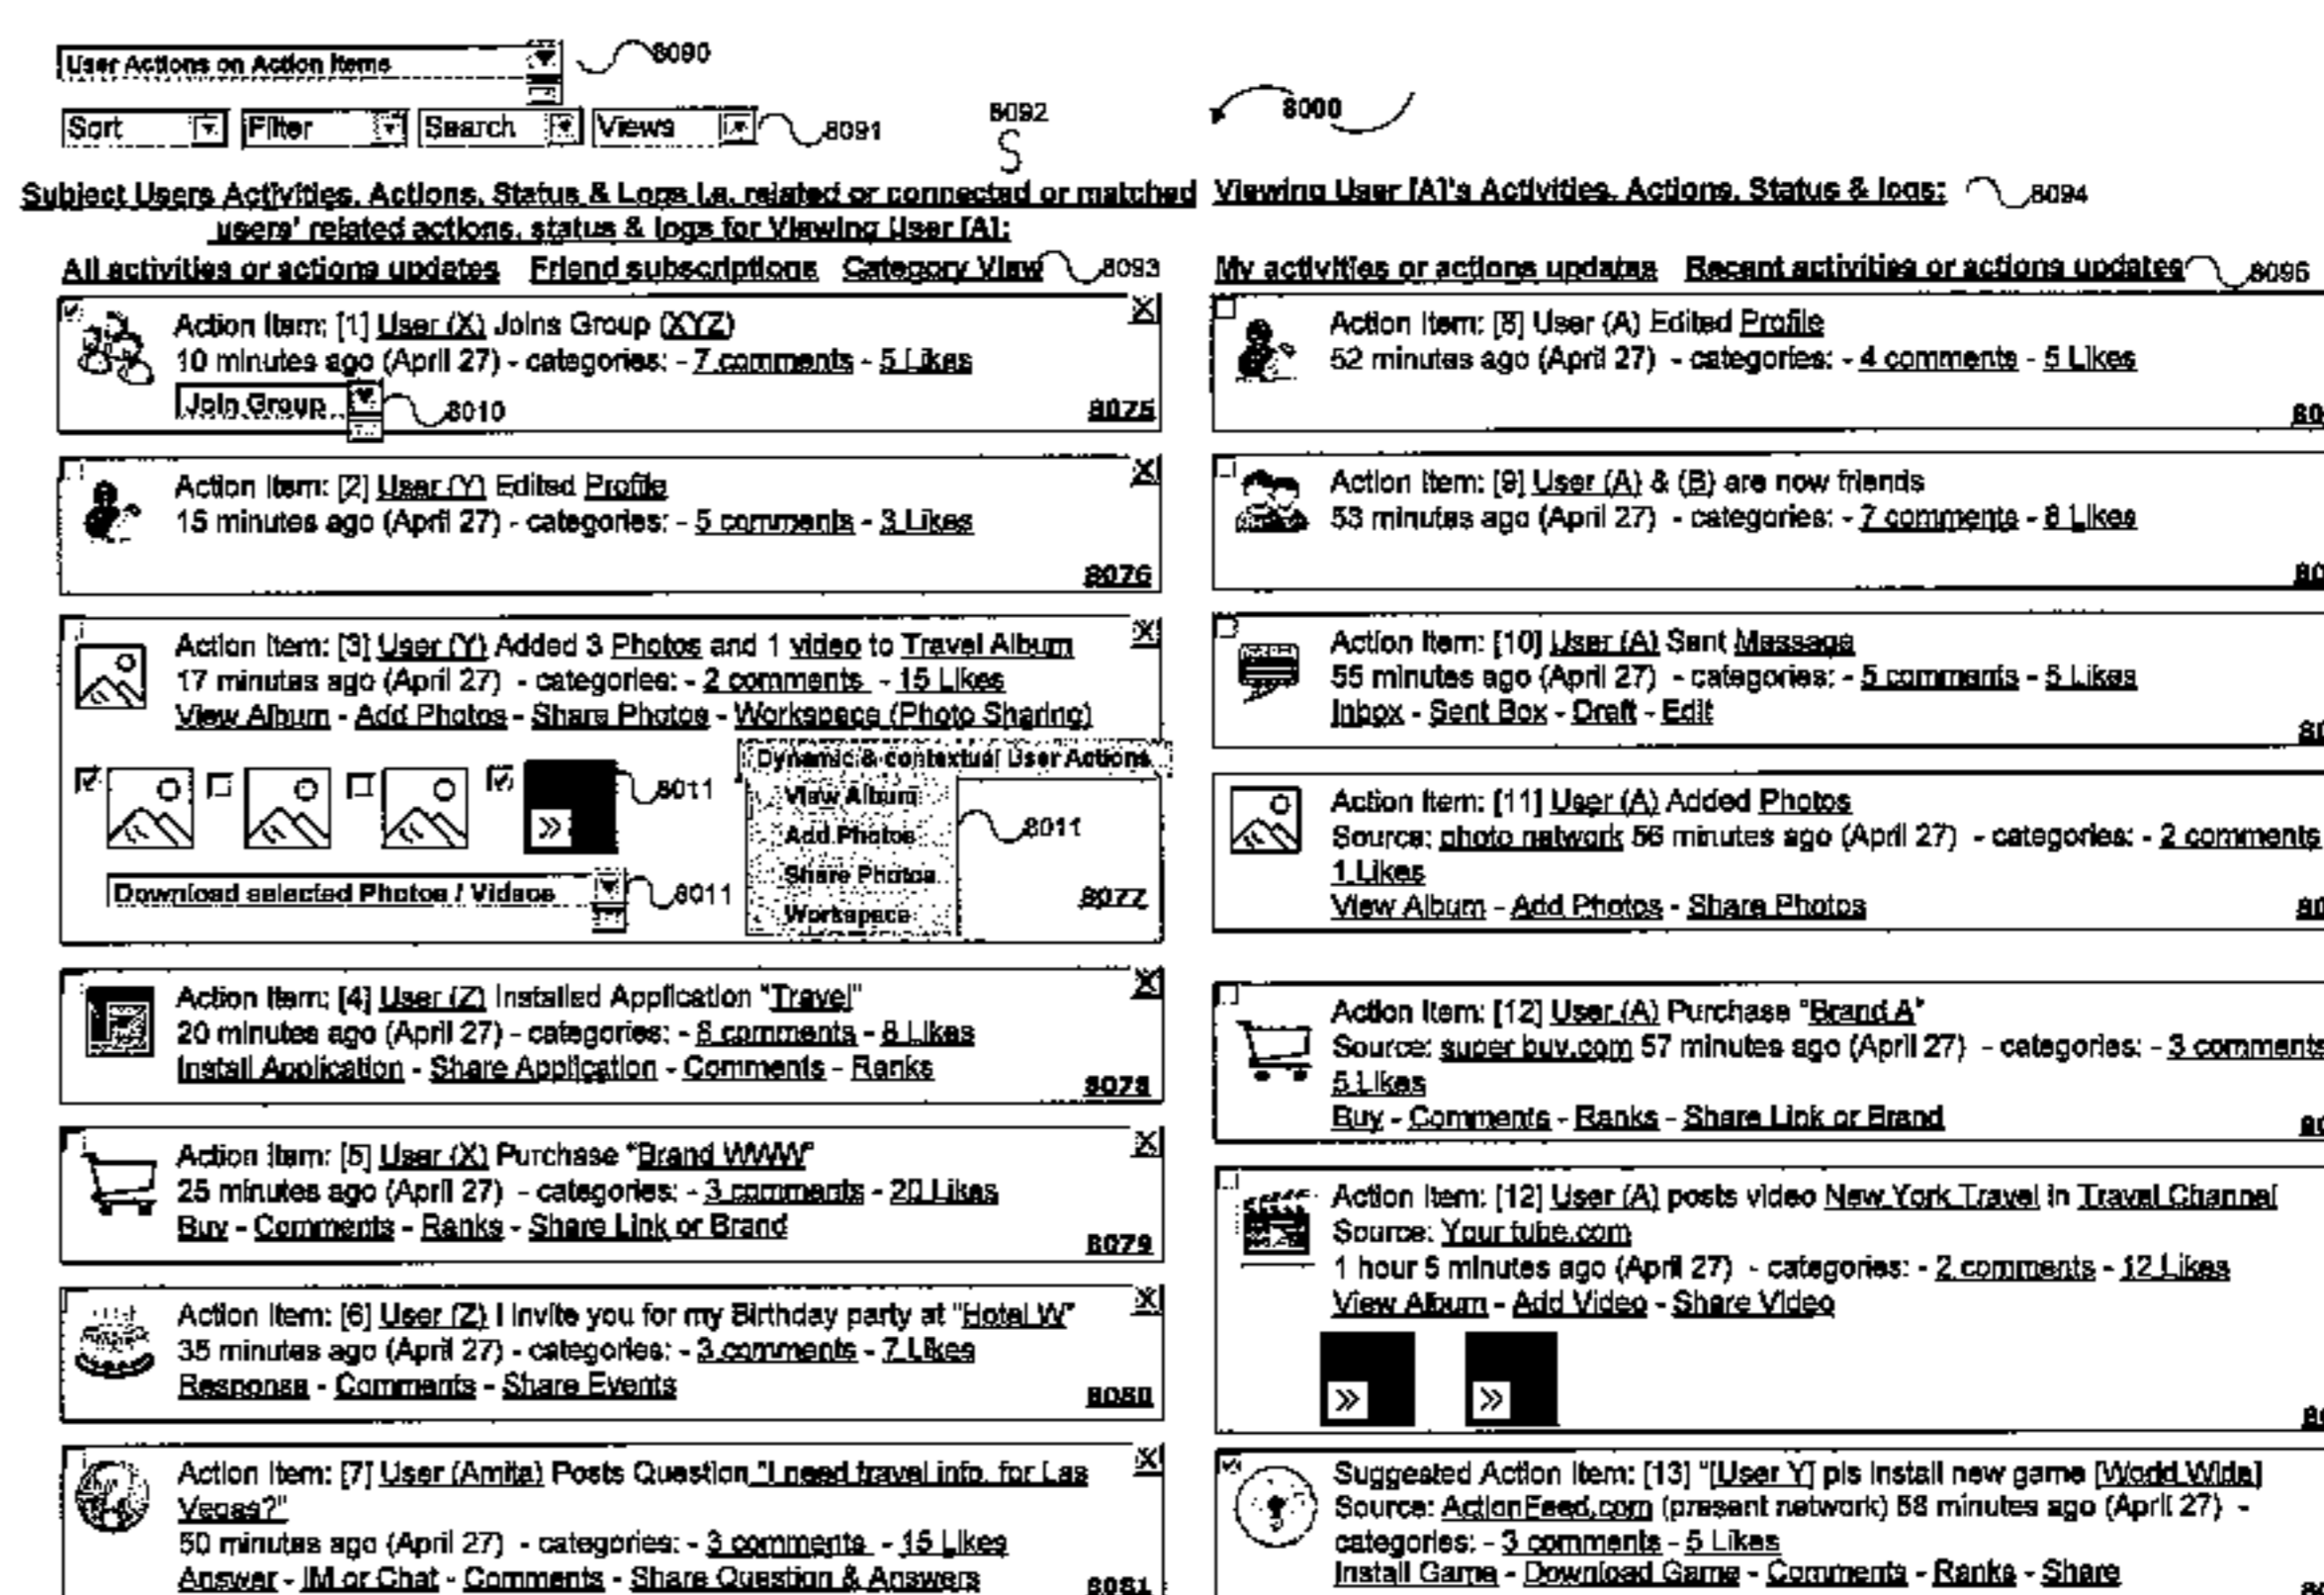 User Actions on Action Items
8090
Sort Filter Search Views
8091
8092
8000
Subject Users Activities, Actions, Status & Logs i.e. related or connected or matched
users' related actions, status & logs for Viewing User [A]:
All activities or actions updates Friend subscriptions Category View
8093
Action Item: [1] User (X) Joins Group (XYZ)
10 minutes ago (April 27) - categories: - 7 comments - 5 Likes
Join Group
8010
8075
Action Item: [2] User (Y) Edited Profile
15 minutes ago (April 27) - categories: - 5 comments - 3 Likes
8076
Action Item: [3] User (Y) Added 3 Photos and 1 video to Travel Album
17 minutes ago (April 27) - categories: - 2 comments - 15 Likes
View Album - Add Photos - Share Photos - Workspace (Photo Sharing)
8011
Dynamic & contextual User Actions
View Album
Add Photos
Share Photos
Workspace
8011
Download selected Photos / Videos
8011
8077
Action Item: [4] User (Z) Installed Application "Travel"
20 minutes ago (April 27) - categories: - comments - 8 Likes
Install Application - Share Application - Comments - Ranks
8078
Action Item: [5] User (X) Purchase "Brand WWW"
25 minutes ago (April 27) - categories: - 3 comments - 20 Likes
Buy - Comments - Ranks - Share Link or Brand
8079
Action Item: [6] User (Z) I Invite you for my Birthday party at "Hotel W"
35 minutes ago (April 27) - categories: - 3 comments - 7 Likes
Response - Comments - Share Events
8080
Action Item: [7] User (Amita) Posts Question "I need travel info. for Las
Vegas?"
50 minutes ago (April 27) - categories: - 3 comments - 15 Likes
Answer - IM or Chat - Comments - Share Question & Answers
8081
Viewing User [A]'s Activities, Actions, Status & logs:
8094
My activities or actions updates Recent activities or actions updates
8095
Action Item: [8] User (A) Edited Profile
52 minutes ago (April 27) - categories: - 4 comments - 5 Likes
Action Item: [9] User (A) & (B) are now friends
53 minutes ago (April 27) - categories: - 7 comments - 8 Likes
Action Item: [10] User (A) Sent Message
55 minutes ago (April 27) - categories: - 5 comments - 5 Likes
Inbox - Sent Box - Draft - Edit
Action Item: [11] User (A) Added Photos
Source: photo network 56 minutes ago (April 27) - categories: - 2 comments
1 Likes
View Album - Add Photos - Share Photos
Action Item: [12] User (A) Purchase "Brand A"
Source: super buy.com 57 minutes ago (April 27) - categories: - 3 comments
5 Likes
Buy - Comments - Ranks - Share Link or Brand
Action Item: [12] User (A) posts video New York Travel in Travel Channel
Source: Your tube.com
1 hour 5 minutes ago (April 27) - categories: - 2 comments - 12 Likes
View Album - Add Video - Share Video
Suggested Action Item: [13] "[User Y] pls install new game [World Wide]
Source: ActionFeed.com (present network) 58 minutes ago (April 27) -
categories: - 3 comments - 5 Likes
Install Game - Download Game - Comments - Ranks - Share